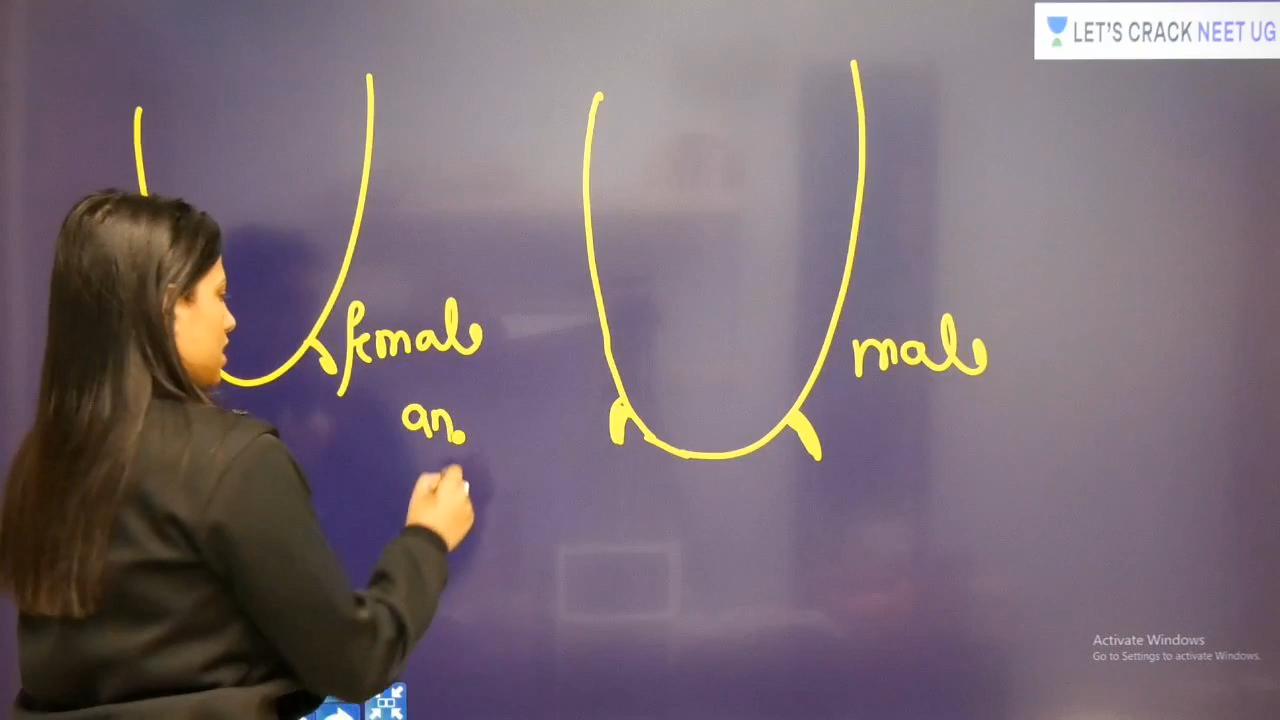 LET'S CRACK NEET UG
female
male
an.
Activate Windows
Go to Settings to activate Windows.